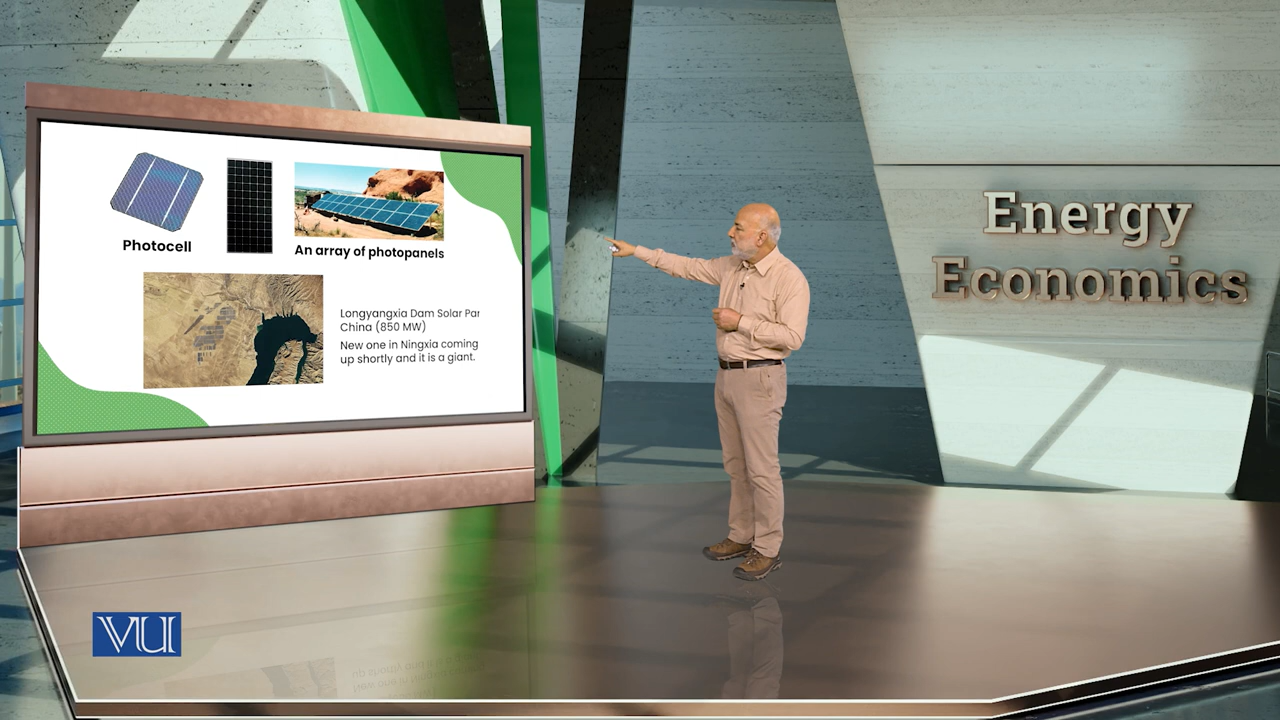 Photocell
An array of photopanels
Longyangxia Dam Solar Par
China (850 MW)
New one in Ningxia coming
up shortly and it is a giant.
Energy
Economics
VU